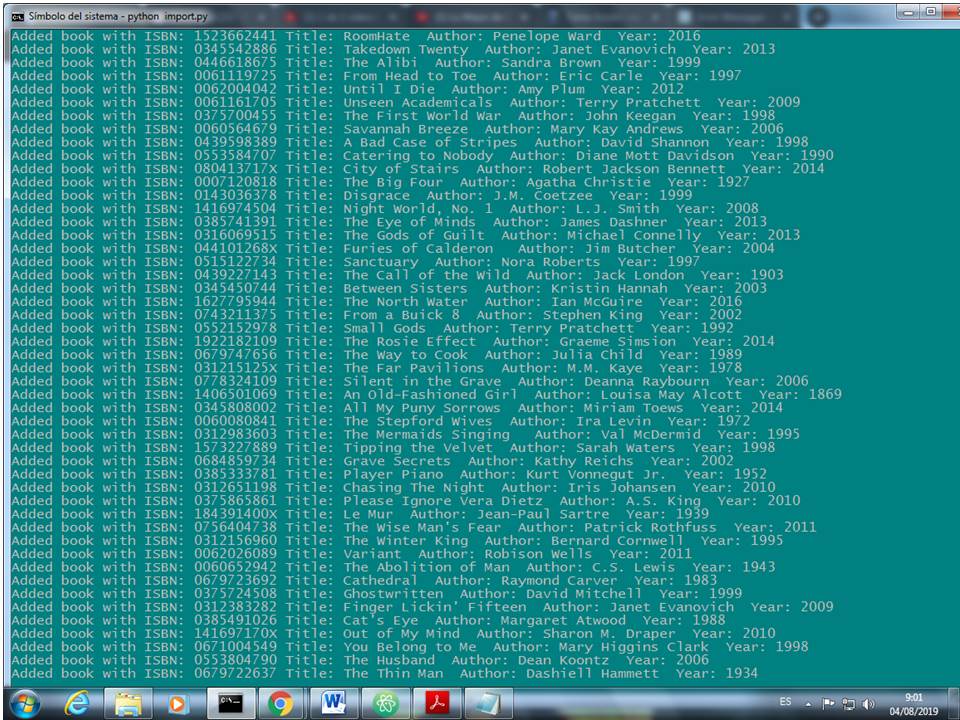 Símbolo del sistema - python import.py
Added book with ISBN: 1523662441 Title: RoomHate Author: Penelope Ward Year: 2016
Added book with ISBN: 0345542886 Title: Takedown Twenty Author: Janet Evanovich Year: 2013
Added book with ISBN: 0446618675 Title: The Alibi Author: Sandra Brown Year: 1999
Added book with ISBN: 0061119725 Title: From Head to Toe Author: Eric Carle Year: 1997
Added book with ISBN: 0062004042 Title: Until I Die Author: Amy Plum Year: 2012
Added book with ISBN: 0061161705 Title: Unseen Academicals Author: Terry Pratchett Year: 2009
Added book with ISBN: 0375700455 Title: The First World War Author: John Keegan Year: 1998
Added book with ISBN: 0060564679 Title: Savannah Breeze Author: Mary Kay Andrews Year: 2006
Added book with ISBN: 0439598389 Title: A Bad Case of Stripes Author: David Shannon Year: 1998
Added book with ISBN: 0553584707 Title: Catering to Nobody Author: Diane Mott Davidson Year: 1990
Added book with ISBN: 080413717X Title: City of Stairs Author: Robert Jackson Bennett Year: 2014
Added book with ISBN: 0007120818 Title: The Big Four Author: Agatha Christie Year: 1927
Added book with ISBN: 0143036378 Title: Disgrace Author: J.M. Coetzee Year: 1999
Added book with ISBN: 1416974504 Title: Night World, No. 1 Author: L.J. Smith Year: 2008
Added book with ISBN: 0385741391 Title: The Eye of Minds Author: James Dashner Year: 2013
Added book with ISBN: 0316069515 Title: The Gods of Guilt Author: Michael Connelly Year: 2013
Added book with ISBN: 044101268X Title: Furies of Calderon Author: Jim Butcher Year: 2004
Added book with ISBN: 0515122734 Title: Sanctuary Author: Nora Roberts Year: 1997
Added book with ISBN: 0439227143 Title: The Call of the Wild Author: Jack London Year: 1903
Added book with ISBN: 0345450744 Title: Between Sisters Author: Kristin Hannah Year: 2003
Added book with ISBN: 1627795944 Title: The North Water Author: Ian McGuire Year: 2016
Added book with ISBN: 0743211375 Title: From a Buick 8 Author: Stephen King Year: 2002
Added book with ISBN: 0552152978 Title: Small Gods Author: Terry Pratchett Year: 1992
Added book with ISBN: 1922182109 Title: The Rosie Effect Author: Graeme Simsion Year: 2014
Added book with ISBN: 0679747656 Title: The Way to Cook Author: Julia Child Year: 1989
Added book with ISBN: 031215125X Title: The Far Pavilions Author: M.M. Kaye Year: 1978
Added book with ISBN: 0778324109 Title: Silent in the Grave Author: Deanna Raybourn Year: 2006
Added book with ISBN: 1406501069 Title: An Old-Fashioned Girl Author: Louisa May Alcott Year: 1869
Added book with ISBN: 0345808002 Title: All My Puny Sorrows Author: Miriam Toews Year: 2014
Added book with ISBN: 0060080841 Title: The Stepford Wives Author: Ira Levin Year: 1972
Added book with ISBN: 0312983603 Title: The Mermaids Singing Author: Val McDermid Year: 1995
Added book with ISBN: 1573227889 Title: Tipping the Velvet Author: Sarah Waters Year: 1998
Added book with ISBN: 0684859734 Title: Grave Secrets Author: Kathy Reichs Year: 2002
Added book with ISBN: 0385333781 Title: Player Piano Author: Kurt Vonnegut Jr. Year: 1952
Added book with ISBN: 0312651198 Title: Chasing The Night Author: Iris Johansen Year: 2010
Added book with ISBN: 0375865861 Title: Please Ignore Vera Dietz Author: A.S. King Year: 2010
Added book with ISBN: 184391400X Title: Le Mur Author: Jean-Paul Sartre Year: 1939
Added book with ISBN: 0756404738 Title: The Wise Man's Fear Author: Patrick Rothfuss Year: 2011
Added book with ISBN: 0312156960 Title: The Winter King Author: Bernard Cornwell Year: 1995
Added book with ISBN: 0062026089 Title: Variant Author: Robison Wells Year: 2011
Added book with ISBN: 0060652942 Title: The Abolition of Man Author: C.S. Lewis Year: 1943
Added book with ISBN: 0679723692 Title: Cathedral Author: Raymond Carver Year: 1983
Added book with ISBN: 0375724508 Title: Ghostwritten Author: David Mitchell Year: 1999
Added book with ISBN: 0312383282 Title: Finger Lickin' Fifteen Author: Janet Evanovich Year: 2009
Added book with ISBN: 0385491026 Title: Cat's Eye Author: Margaret Atwood Year: 1988
Added book with ISBN: 141697170X Title: Out of My Mind Author: Sharon M. Draper Year: 2010
Added book with ISBN: 0671004549 Title: You Belong to Me Author: Mary Higgins Clark Year: 1998
Added book with ISBN: 0553804790 Title: The Husband Author: Dean Koontz Year: 2006
Added book with ISBN: 0679722637 Title: The Thin Man Author: Dashiell Hammett Year: 1934
ES
9:01
04/08/2019